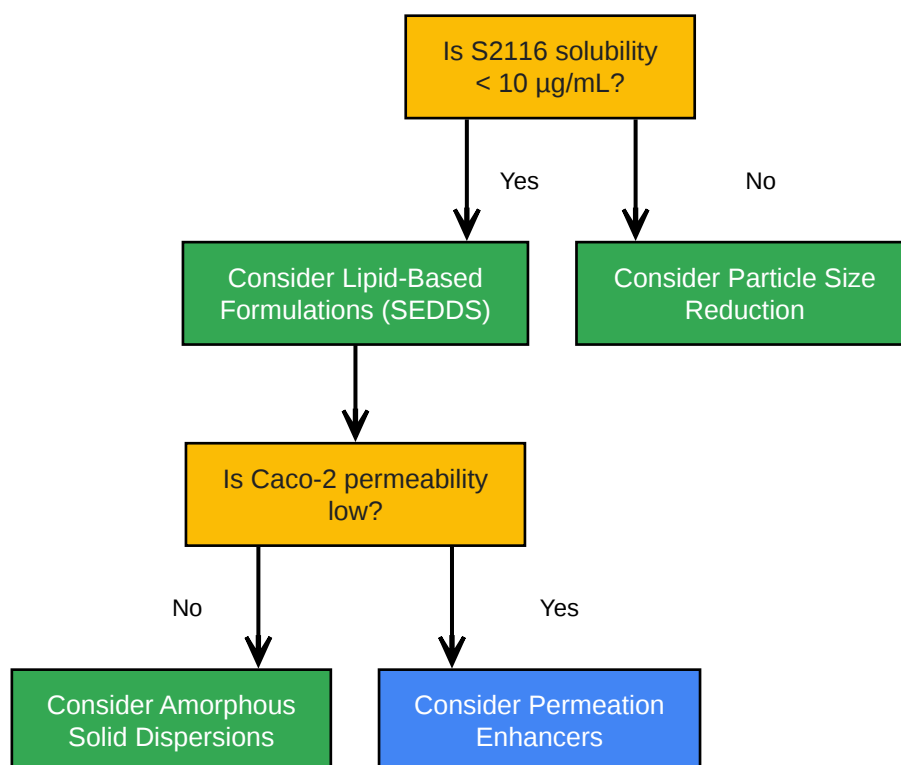 Is S2116 solubility
< 10 µg/mL?
Yes
No
Consider Lipid-Based
Formulations (SEDDS)
Consider Particle Size
Reduction
Is Caco-2 permeability
low?
No
Yes
Consider Amorphous
Solid Dispersions
Consider Permeation
Enhancers